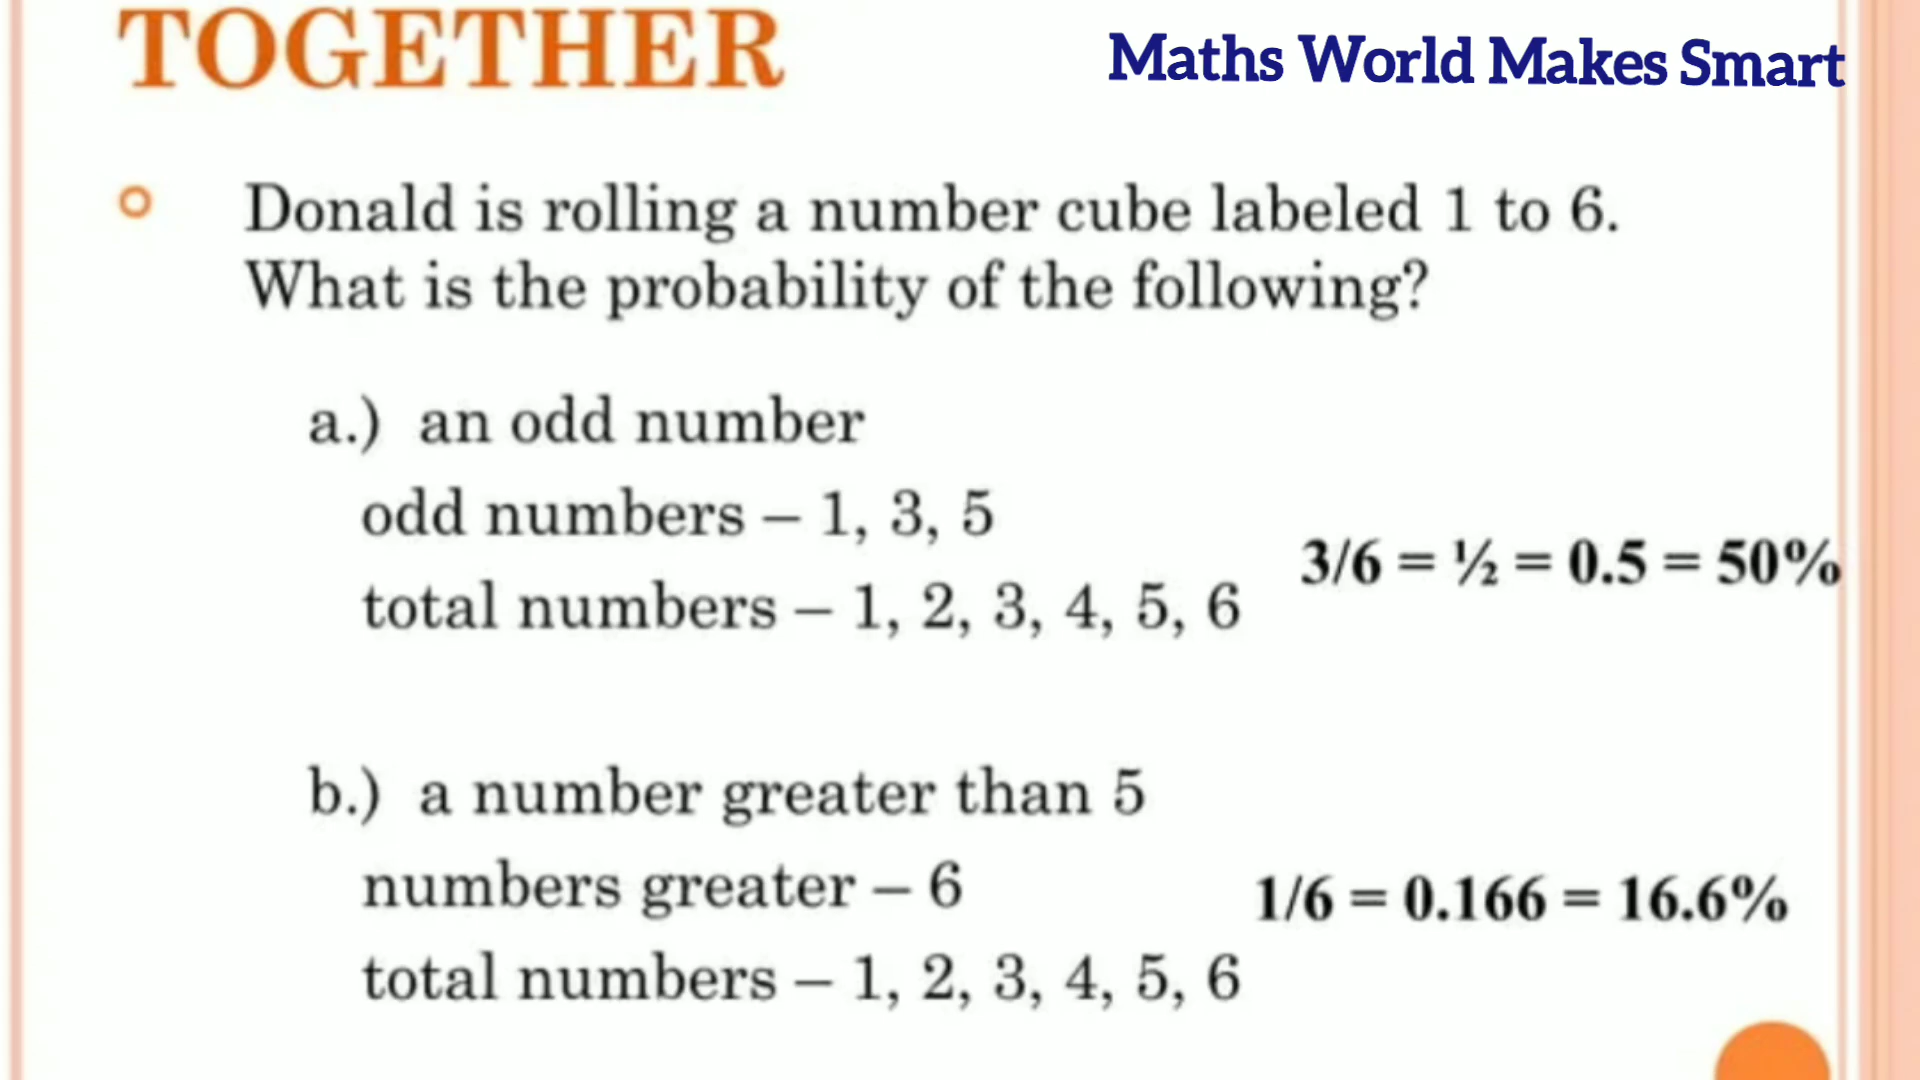 TOGETHER
Maths World Makes Smart
Donald is rolling a number cube labeled 1 to 6.
What is the probability of the following?
a.) an odd number
odd numbers – 1, 3, 5
3/6 = ½ = 0.5 = 50%
total numbers – 1, 2, 3, 4, 5, 6
b.) a number greater than 5
numbers greater – 6
1/6 = 0.166 = 16.6%
total numbers – 1, 2, 3, 4, 5, 6